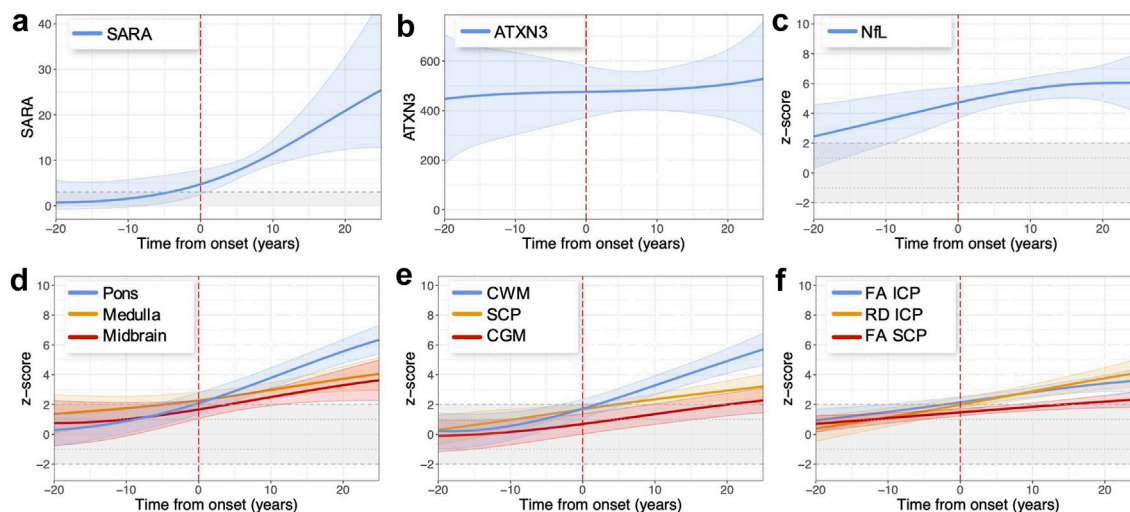 a
SARA
SARA
40
30
20
10
0
-20
-10
0
10
20
Time from onset (years)
b
ATXN3
ATXN3
600
400
200
0
-20
-10
0
10
20
Time from onset (years)
c
NfL
z-score
10
8
6
4
2
0
-2
-20
-10
0
10
20
Time from onset (years)
d
Pons
Medulla
Midbrain
z-score
10
8
6
4
2
0
-2
-20
-10
0
10
20
Time from onset (years)
e
CWM
SCP
CGM
z-score
10
8
6
4
2
0
-2
-20
-10
0
10
20
Time from onset (years)
f
FA ICP
RD ICP
FA SCP
z-score
10
8
6
4
2
0
-2
-20
-10
0
10
20
Time from onset (years)